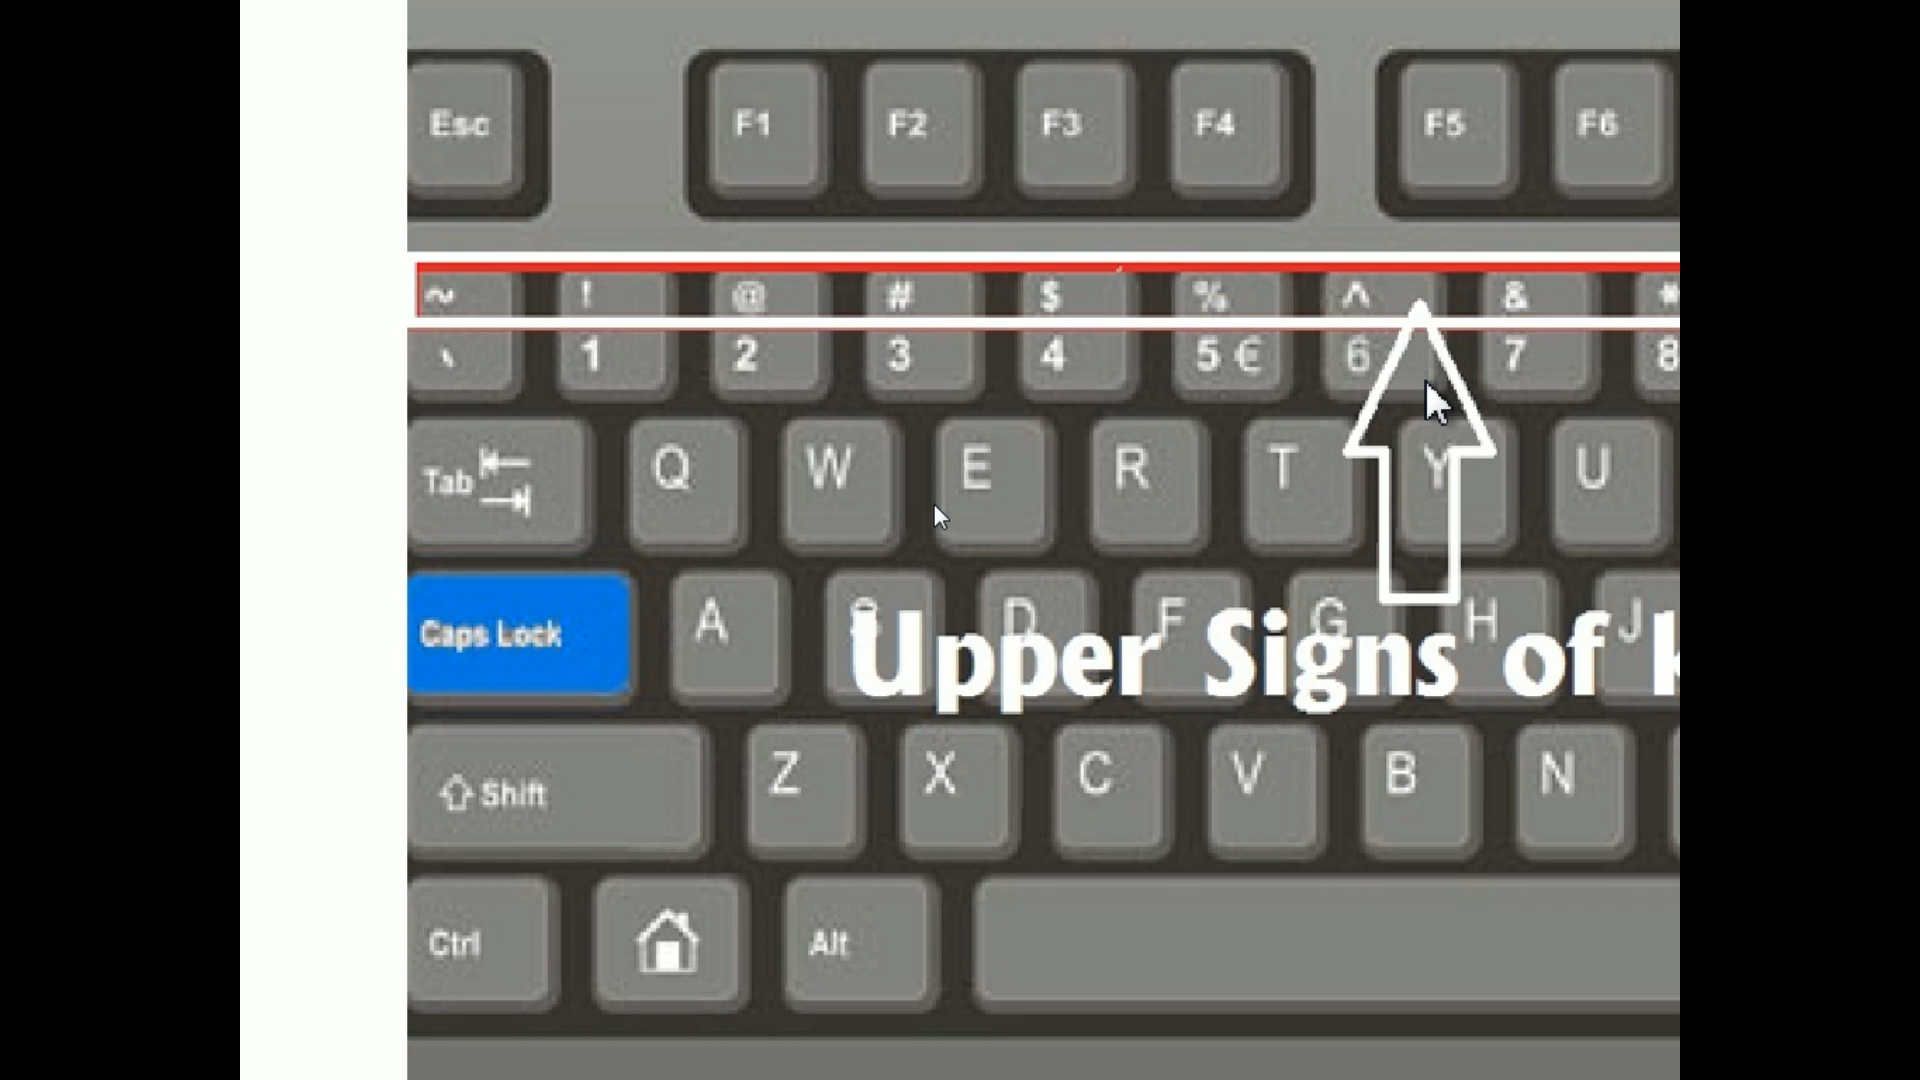 Esc F1 F2 F3 F4 F5 F6
~ ! @ # $ % ^ & *
\ 1 2 3 4 5 € 6 7 8
Tab Q W E R T Y U
Caps Lock A S D F G H J
Upper Signs of k
Shift Z X C V B N
Ctrl Alt